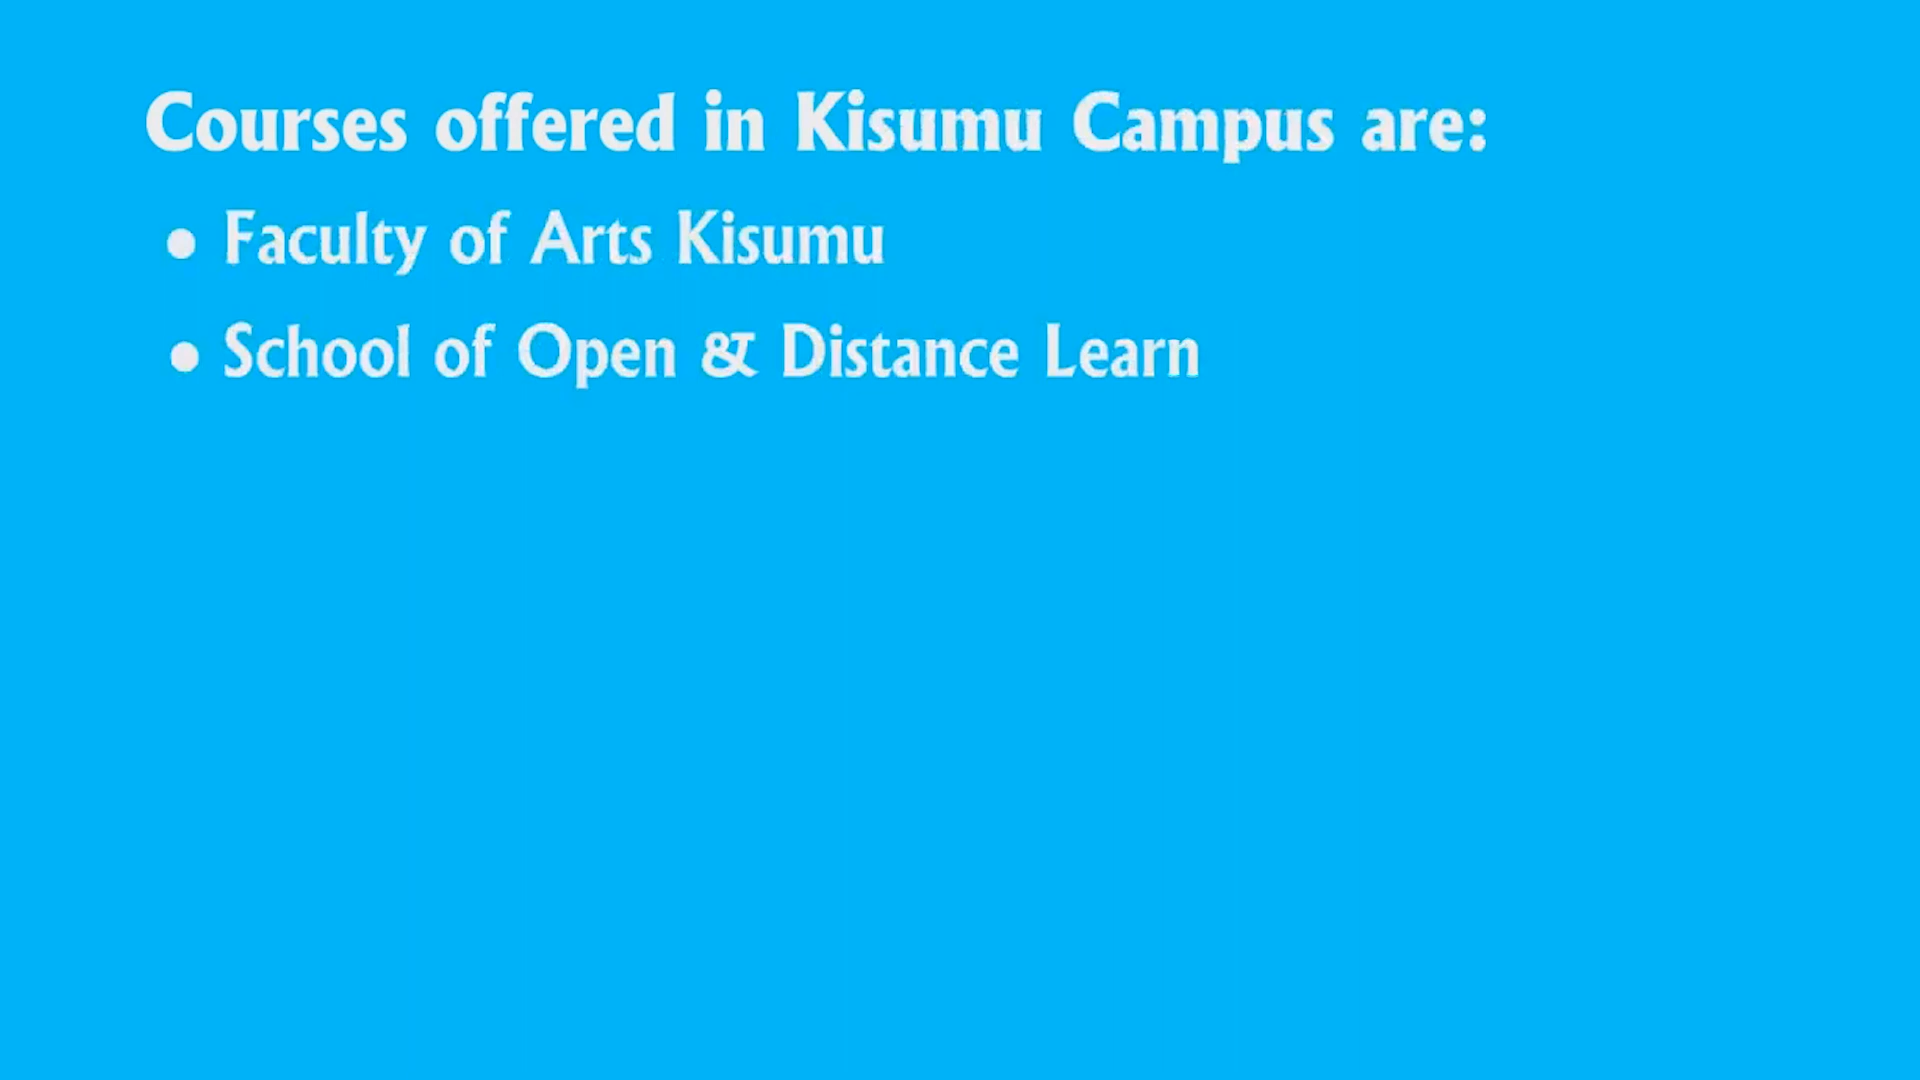 Courses offered in Kisumu Campus are:
• Faculty of Arts Kisumu
• School of Open & Distance Learn